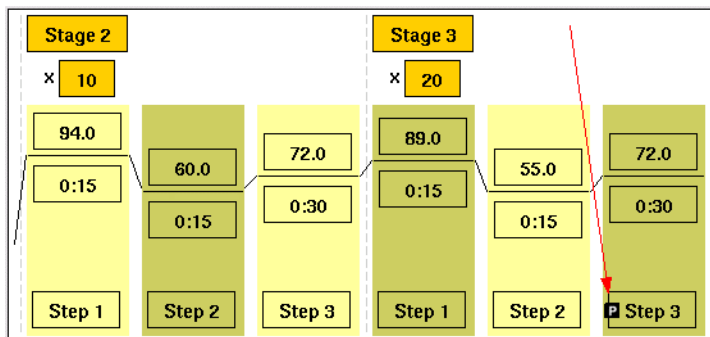 Stage 2
Stage 3
x 10
x 20
94.0
60.0
72.0
89.0
55.0
72.0
0:15
0:15
0:30
0:15
0:15
0:30
Step 1
Step 2
Step 3
Step 1
Step 2
P Step 3